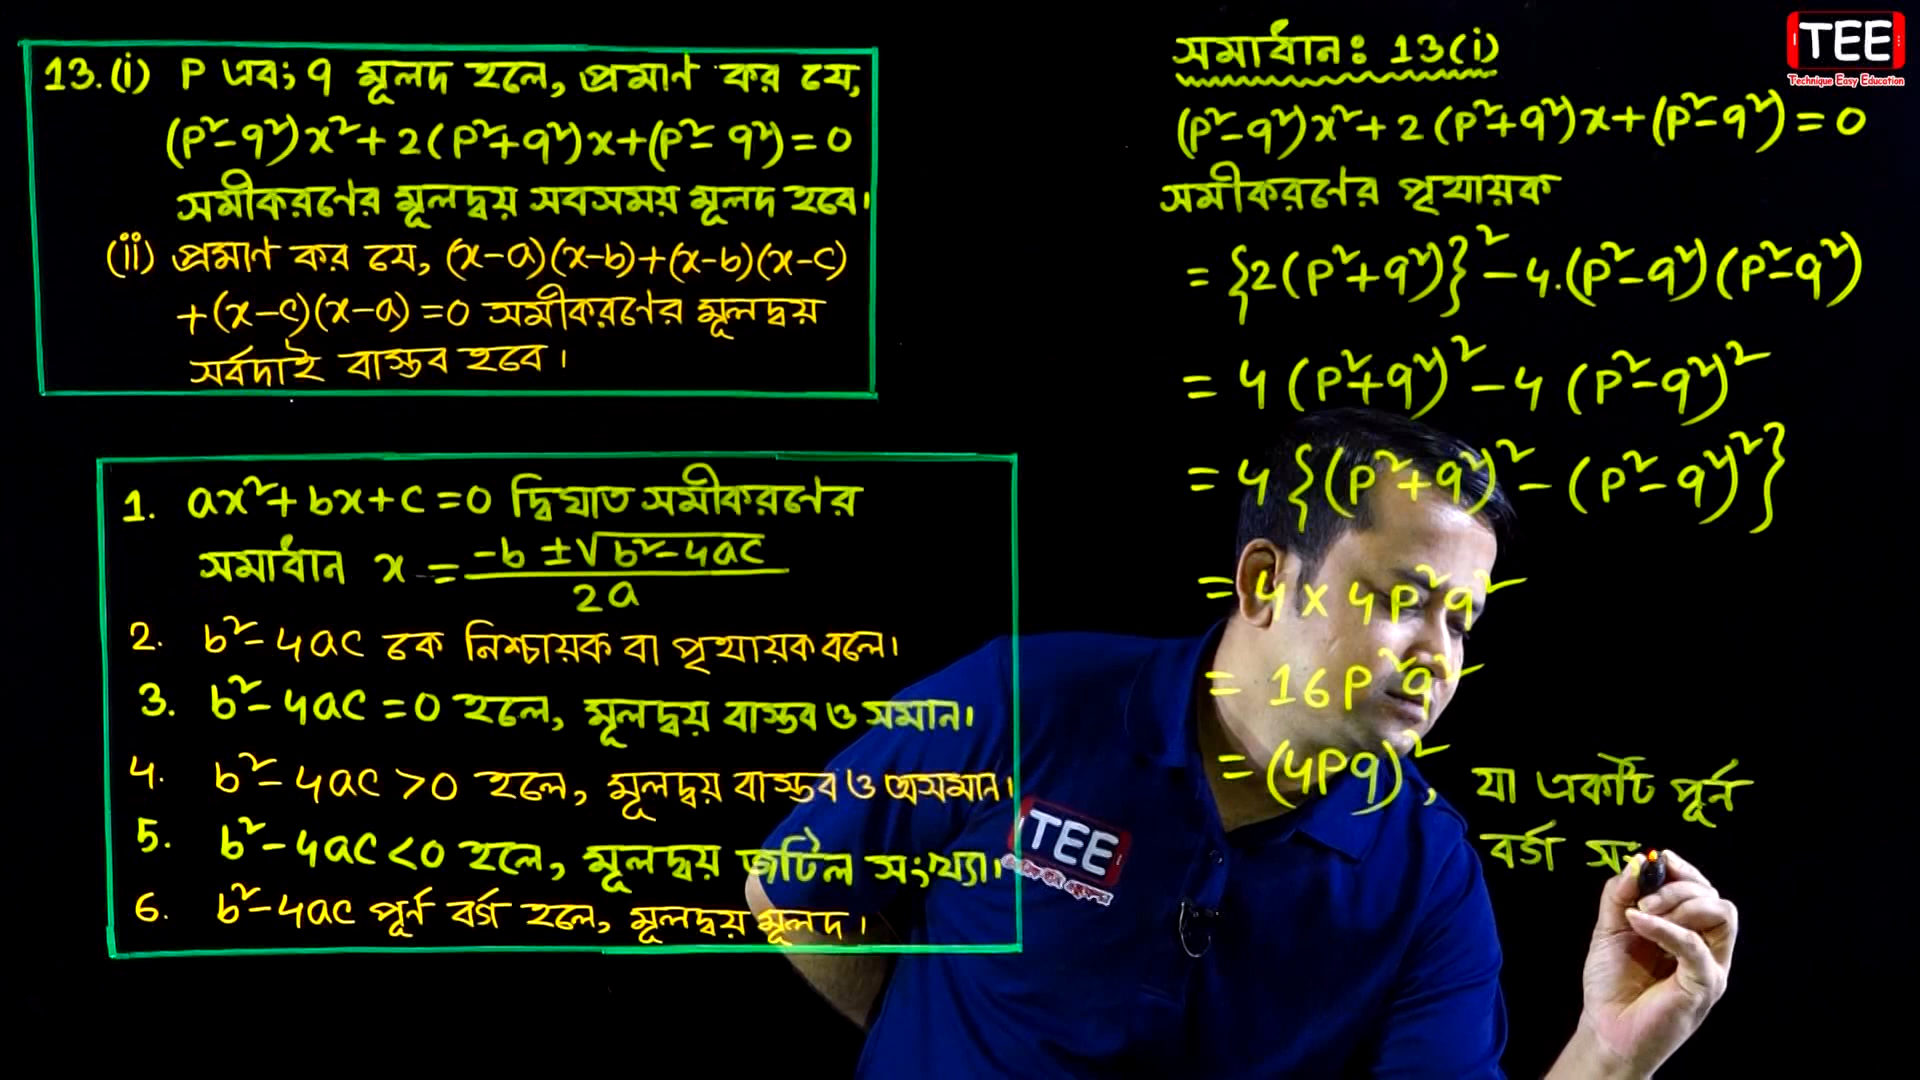 13. (i) P এবং q মূলদ হলে, প্রমাণ কর যে,
(P²-q²)x²+2(P²+q²)x+(P²-q²)=0
সমীকরণের মূলদ্বয় সবসময় মূলদ হবে।
(ii) প্রমাণ কর যে, (x-a)(x-b)+(x-b)(x-c)
+(x-c)(x-a)=0 সমীকরণের মূলদ্বয়
সর্বদাই বাস্তব হবে।
1. ax²+bx+c=0 দ্বিঘাত সমীকরণের
সমাধান x = (-b ± √(b²-4ac))/2a
2. b²-4ac কে নিশ্চায়ক বা পৃথায়ক বলে।
3. b²-4ac=0 হলে, মূলদ্বয় বাস্তব ও সমান।
4. b²-4ac>0 হলে, মূলদ্বয় বাস্তব ও অসমান।
5. b²-4ac<0 হলে, মূলদ্বয় জটিল সংখ্যা।
6. b²-4ac পূর্ন বর্গ হলে, মূলদ্বয় মূলদ।
সমাধান: 13(i)
(P²-q²)x²+2(P²+q²)x+(P²-q²)=0
সমীকরণের পৃথায়ক
= {2(P²+q²)}²-4.(P²-q²)(P²-q²)
= 4(P²+q²)²-4(P²-q²)²
= 4{(P²+q²)²-(P²-q²)²}
= 4×4P²q²
= 16P²q²
= (4Pq)², যা একটি পূর্ন
বর্গ সং
TEE
Technique Easy Education
TEE